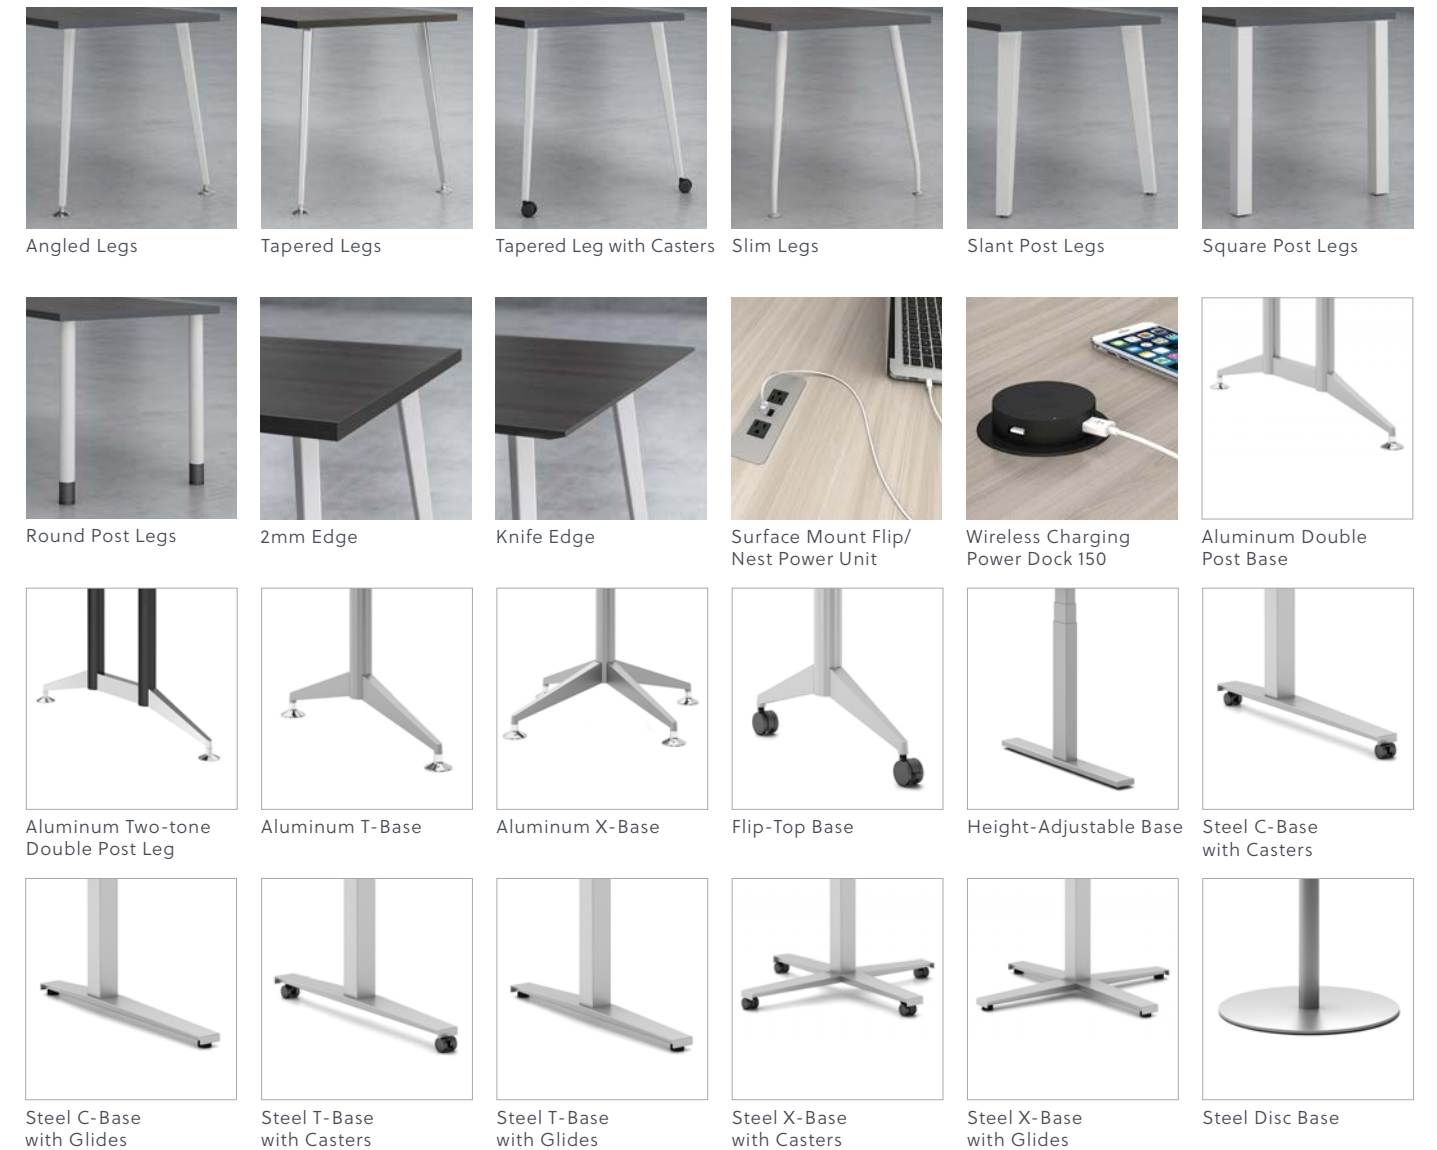 Angled Legs
Tapered Legs
Tapered Leg with Casters
Slim Legs
Slant Post Legs
Square Post Legs
Round Post Legs
2mm Edge
Knife Edge
Surface Mount Flip/
Nest Power Unit
Wireless Charging
Power Dock 150
Aluminum Double
Post Base
Aluminum Two-tone
Double Post Leg
Aluminum T-Base
Aluminum X-Base
Flip-Top Base
Height-Adjustable Base
Steel C-Base
with Casters
Steel C-Base
with Glides
Steel T-Base
with Casters
Steel T-Base
with Glides
Steel X-Base
with Casters
Steel X-Base
with Glides
Steel Disc Base